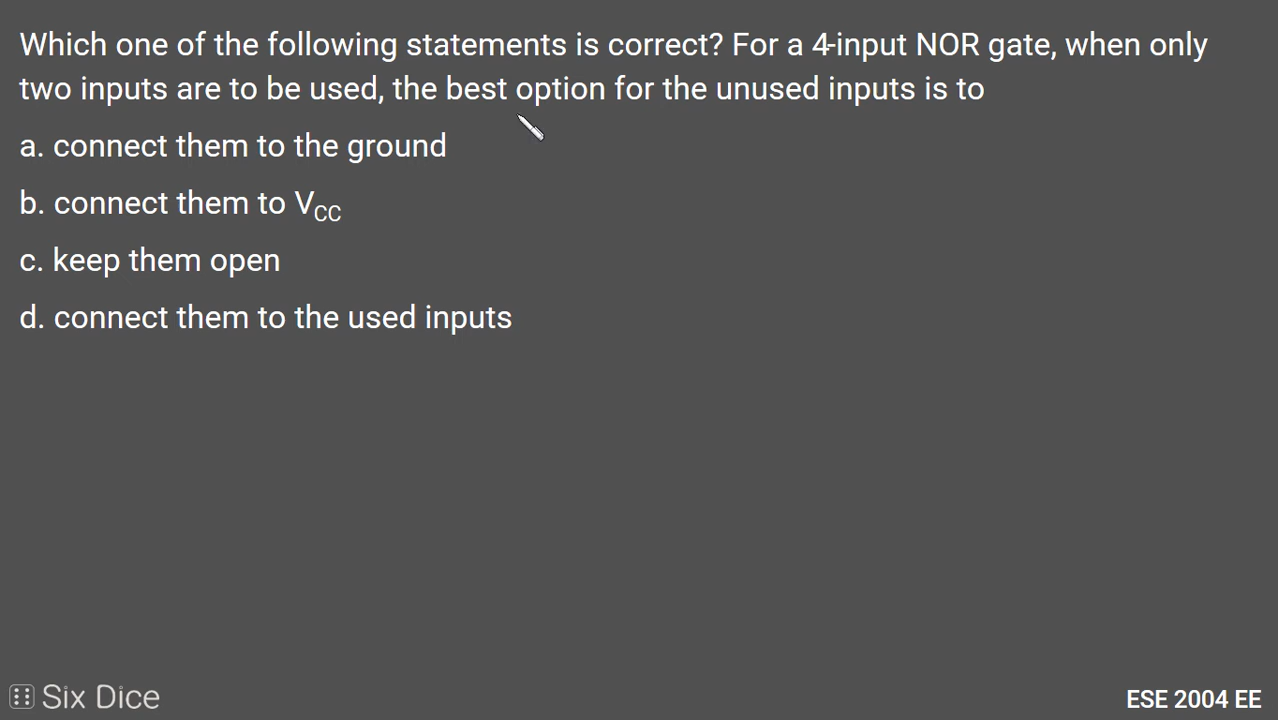 Which one of the following statements is correct? For a 4-input NOR gate, when only
two inputs are to be used, the best option for the unused inputs is to
a. connect them to the ground
b. connect them to VCC
c. keep them open
d. connect them to the used inputs
Six Dice
ESE 2004 EE